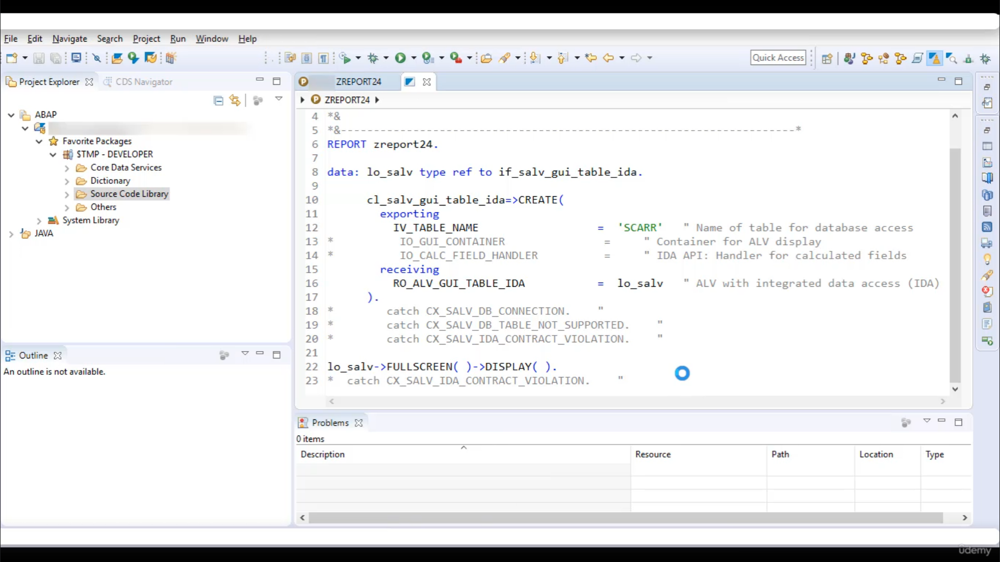 File Edit Navigate Search Project Run Window Help
Quick Access
Project Explorer CDS Navigator
ABAP
Favorite Packages
$TMP - DEVELOPER
Core Data Services
Dictionary
Source Code Library
Others
System Library
JAVA
Outline
An outline is not available.
ZREPORT24
ZREPORT24
4 *&
5 *&---------------------------------------------------------------------*
6 REPORT zreport24.
7
8 data: lo_salv type ref to if_salv_gui_table_ida.
9
10 cl_salv_gui_table_ida=>CREATE(
11 exporting
12 IV_TABLE_NAME = 'SCARR' " Name of table for database access
13 * IO_GUI_CONTAINER = " Container for ALV display
14 * IO_CALC_FIELD_HANDLER = " IDA API: Handler for calculated fields
15 receiving
16 RO_ALV_GUI_TABLE_IDA = lo_salv " ALV with integrated data access (IDA)
17 ).
18 * catch CX_SALV_DB_CONNECTION. "
19 * catch CX_SALV_DB_TABLE_NOT_SUPPORTED. "
20 * catch CX_SALV_IDA_CONTRACT_VIOLATION. "
21
22 lo_salv->FULLSCREEN( )->DISPLAY( ).
23 * catch CX_SALV_IDA_CONTRACT_VIOLATION. "
Problems
0 items
Description Resource Path Location Type
ûdemy